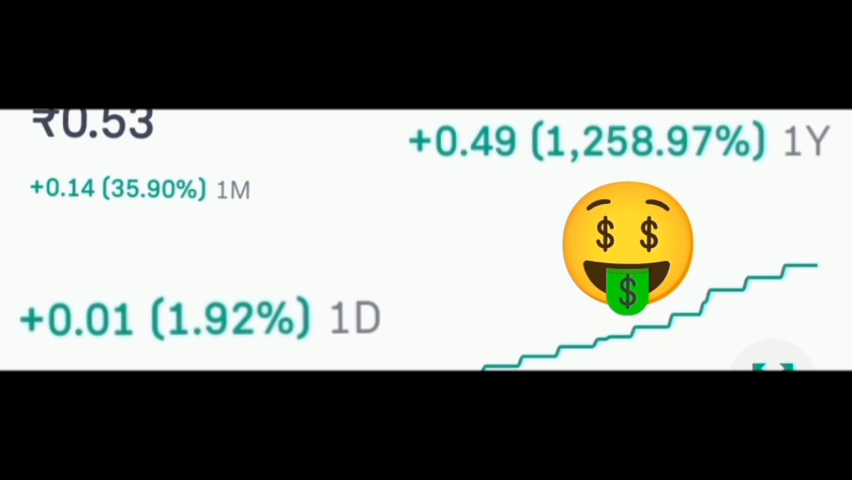 ₹0.53
+0.14 (35.90%) 1M
+0.01 (1.92%) 1D
+0.49 (1,258.97%) 1Y
$ $
$